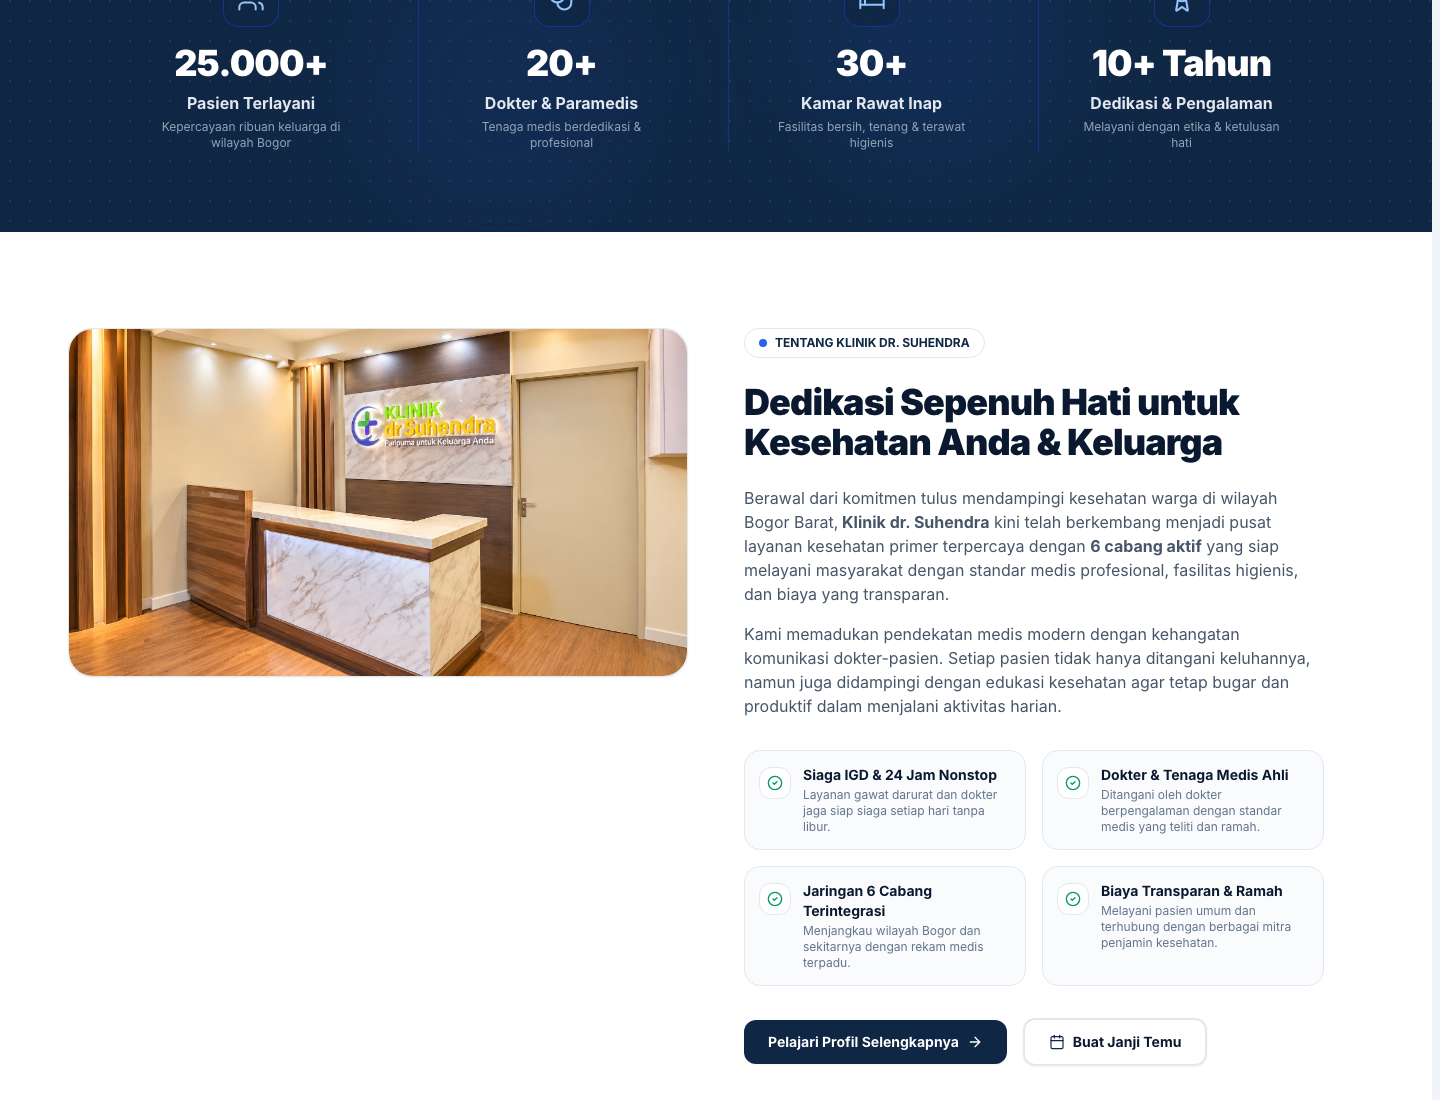 25.000+
Pasien Terlayani
Kepercayaan ribuan keluarga di
wilayah Bogor
20+
Dokter & Paramedis
Tenaga medis berdedikasi &
profesional
30+
Kamar Rawat Inap
Fasilitas bersih, tenang & terawat
higienis
10+ Tahun
Dedikasi & Pengalaman
Melayani dengan etika & ketulusan
hati
KLINIK
dr Suhendra
Paripurna untuk Keluarga Anda
TENTANG KLINIK DR. SUHENDRA
Dedikasi Sepenuh Hati untuk
Kesehatan Anda & Keluarga
Berawal dari komitmen tulus mendampingi kesehatan warga di wilayah
Bogor Barat, Klinik dr. Suhendra kini telah berkembang menjadi pusat
layanan kesehatan primer terpercaya dengan 6 cabang aktif yang siap
melayani masyarakat dengan standar medis profesional, fasilitas higienis,
dan biaya yang transparan.
Kami memadukan pendekatan medis modern dengan kehangatan
komunikasi dokter-pasien. Setiap pasien tidak hanya ditangani keluhannya,
namun juga didampingi dengan edukasi kesehatan agar tetap bugar dan
produktif dalam menjalani aktivitas harian.
Siaga IGD & 24 Jam Nonstop
Layanan gawat darurat dan dokter
jaga siap siaga setiap hari tanpa
libur.
Dokter & Tenaga Medis Ahli
Ditangani oleh dokter
berpengalaman dengan standar
medis yang teliti dan ramah.
Jaringan 6 Cabang
Terintegrasi
Menjangkau wilayah Bogor dan
sekitarnya dengan rekam medis
terpadu.
Biaya Transparan & Ramah
Melayani pasien umum dan
terhubung dengan berbagai mitra
penjamin kesehatan.
Pelajari Profil Selengkapnya
Buat Janji Temu